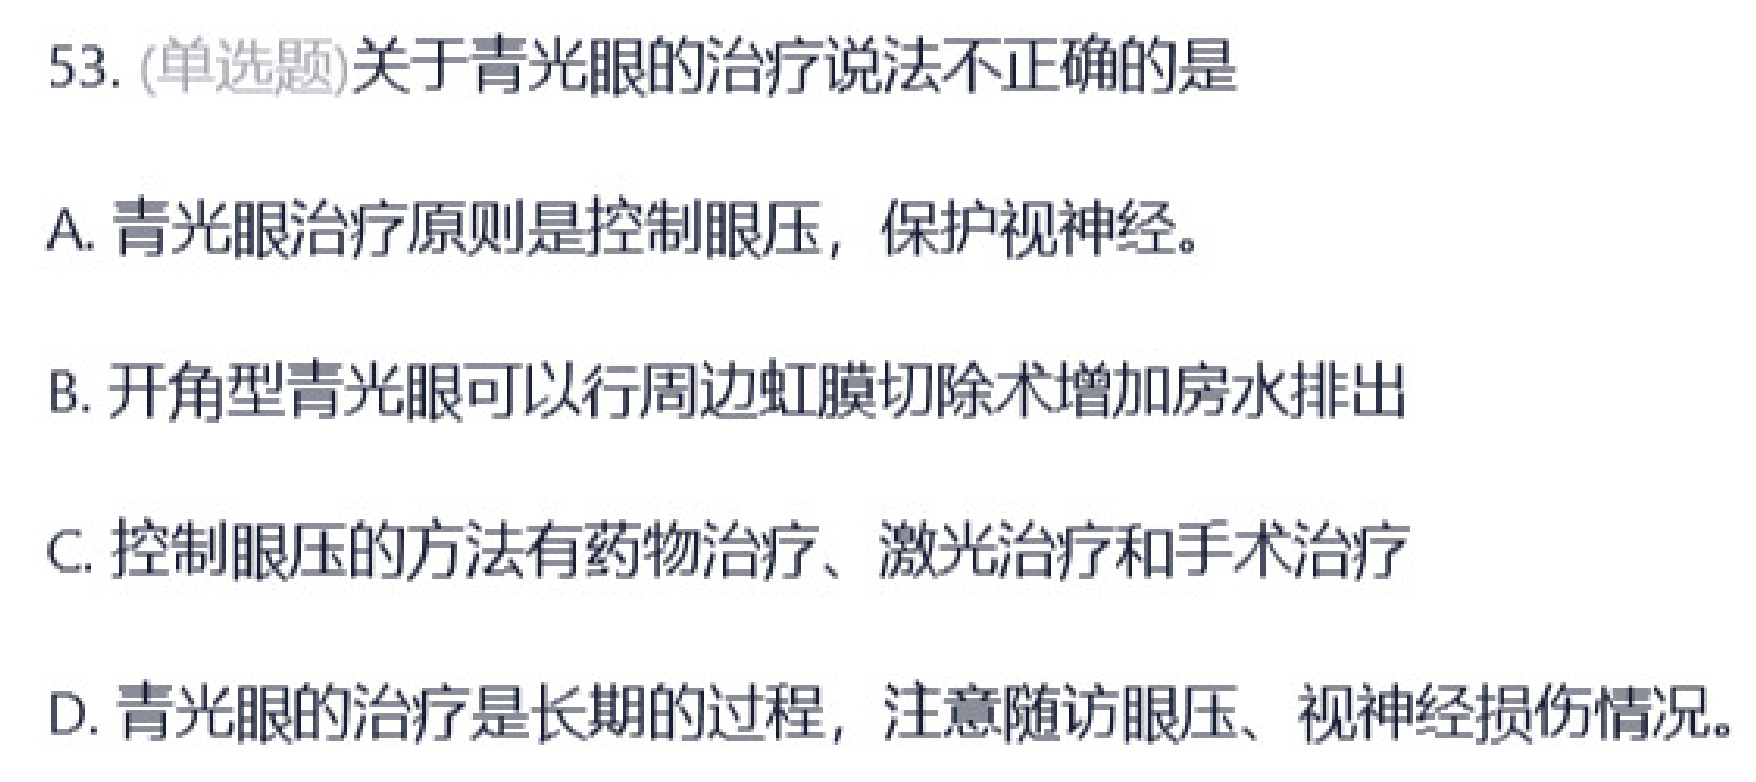 53. (单选题)关于青光眼的治疗说法不正确的是
A. 青光眼治疗原则是控制眼压，保护视神经。
B. 开角型青光眼可以行周边虹膜切除术增加房水排出
C. 控制眼压的方法有药物治疗、激光治疗和手术治疗
D. 青光眼的治疗是长期的过程，注意随访眼压、视神经损伤情况。